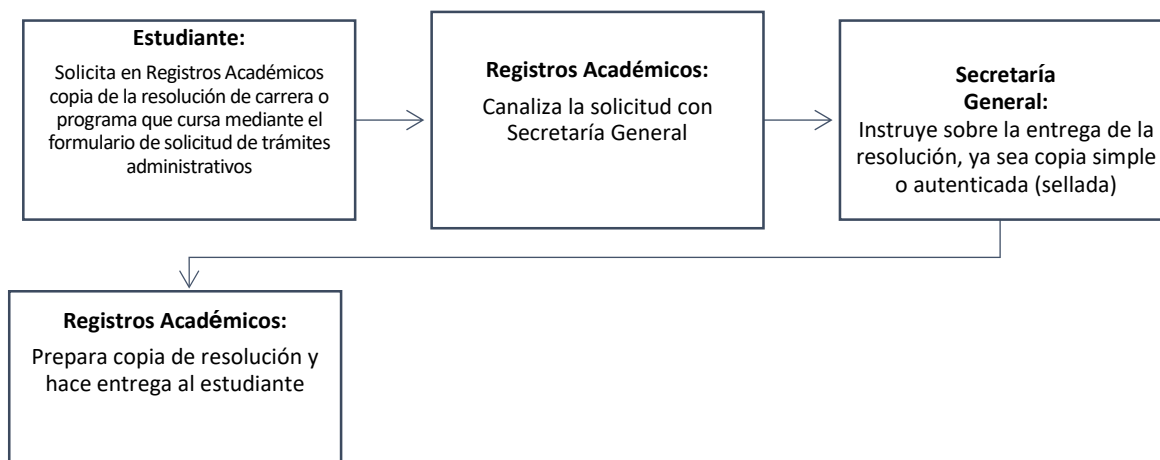 Estudiante:
Solicita en Registros Académicos
copia de la resolución de carrera o
programa que cursa mediante el
formulario de solicitud de trámites
administrativos
Registros Académicos:
Canaliza la solicitud con
Secretaría General
Secretaría
General:
Instruye sobre la entrega de la
resolución, ya sea copia simple
o autenticada (sellada)
Registros Académicos:
Prepara copia de resolución y
hace entrega al estudiante